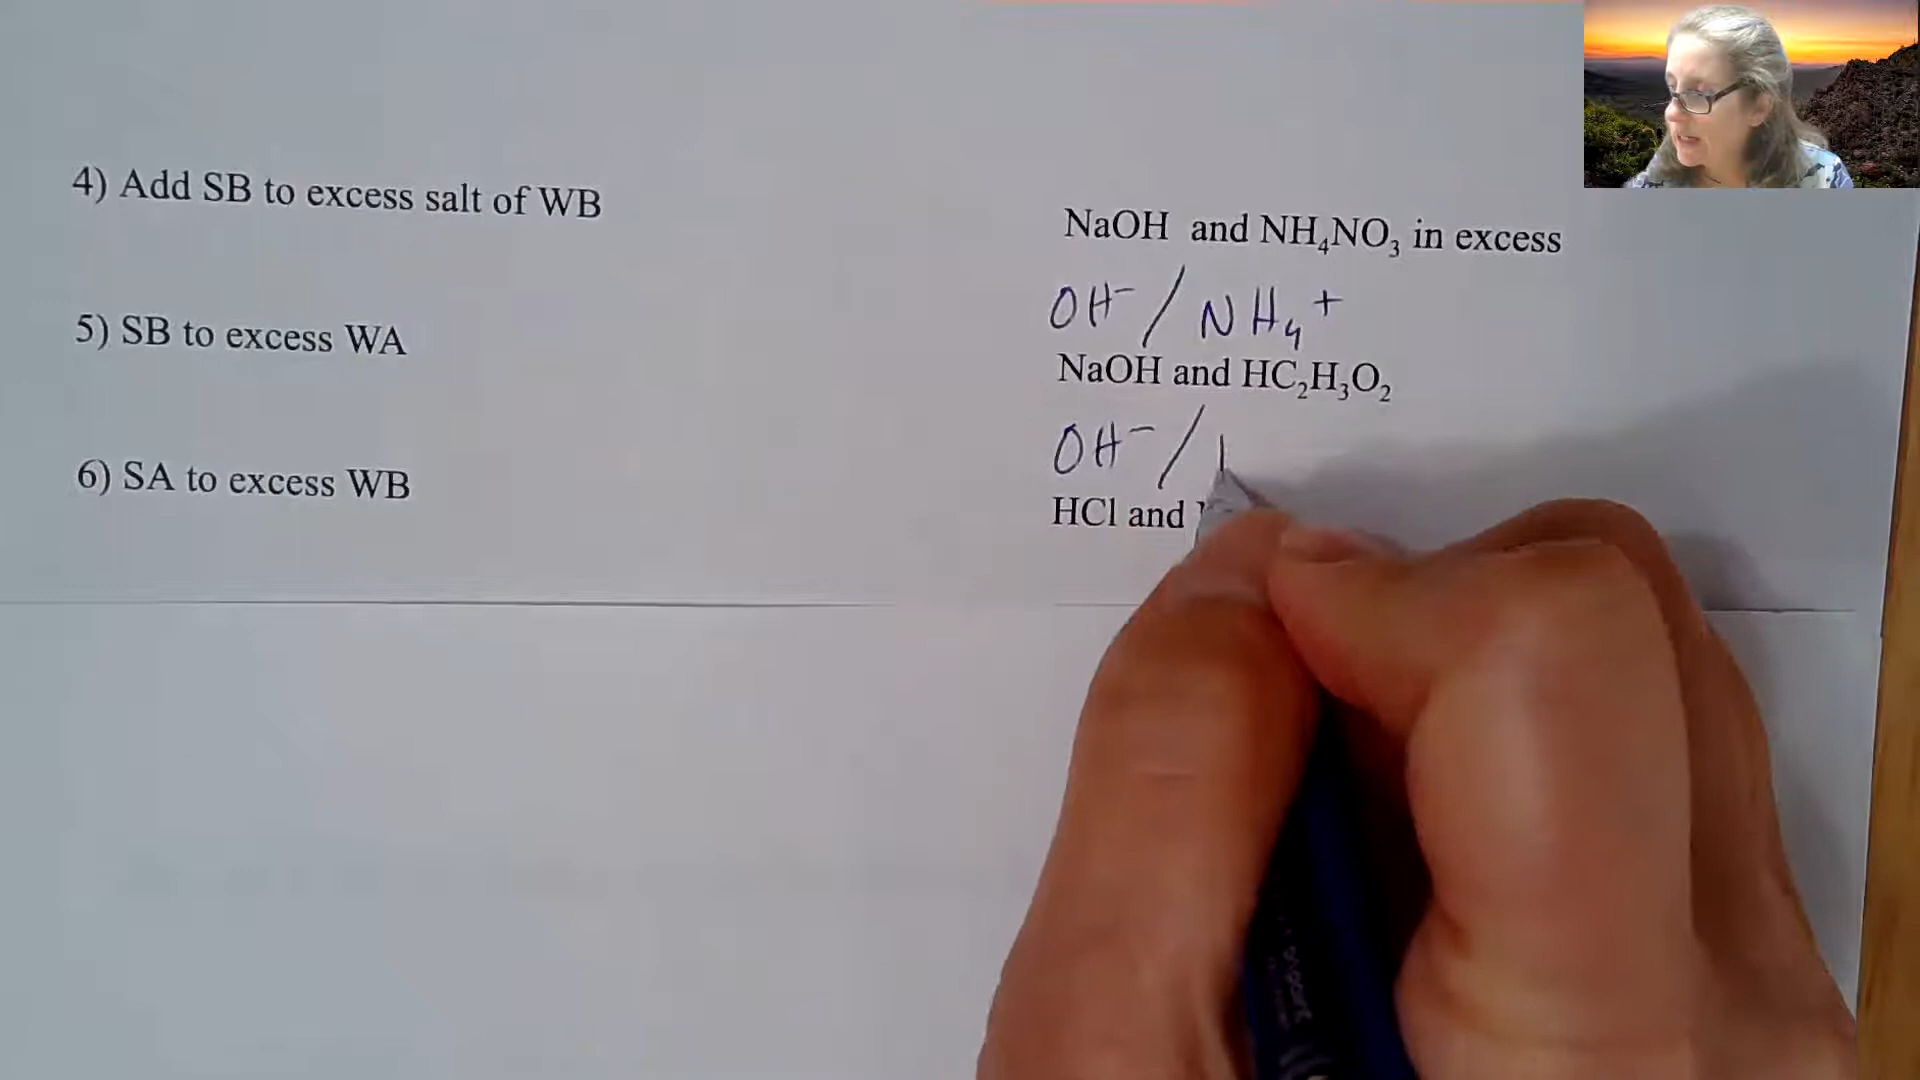 4) Add SB to excess salt of WB
NaOH and NH₄NO₃ in excess
OH⁻ / NH₄⁺
5) SB to excess WA
NaOH and HC₂H₃O₂
OH⁻ /
6) SA to excess WB
HCl and